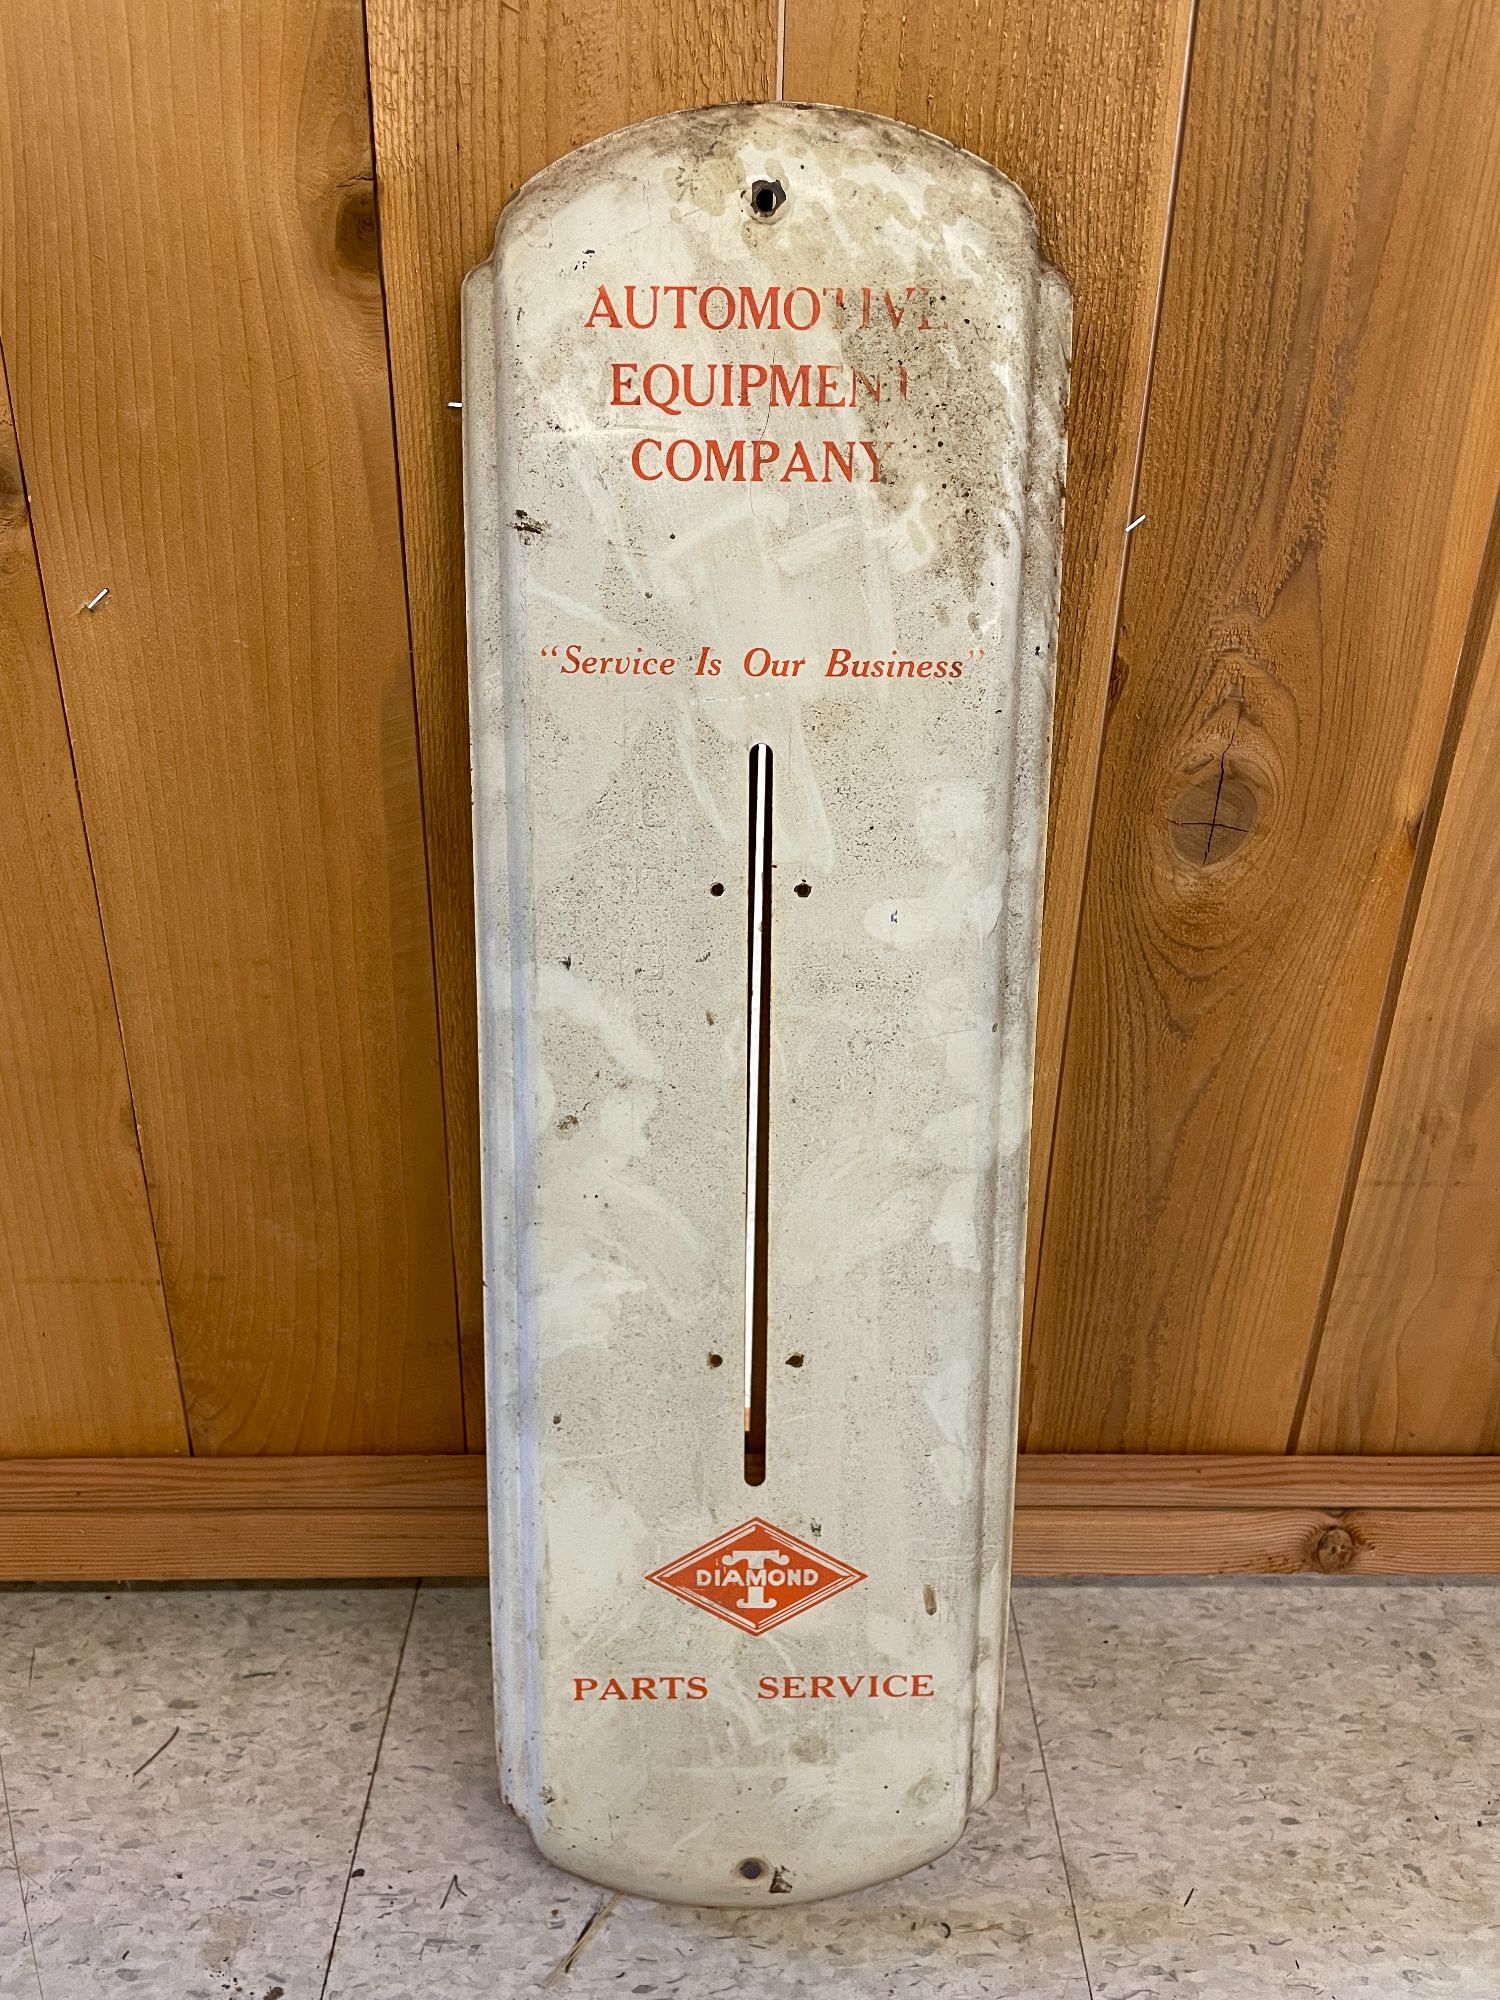 AUTOMOTIVE
EQUIPMENT
COMPANY
"Service Is Our Business"
DIAMOND
T
PARTS SERVICE